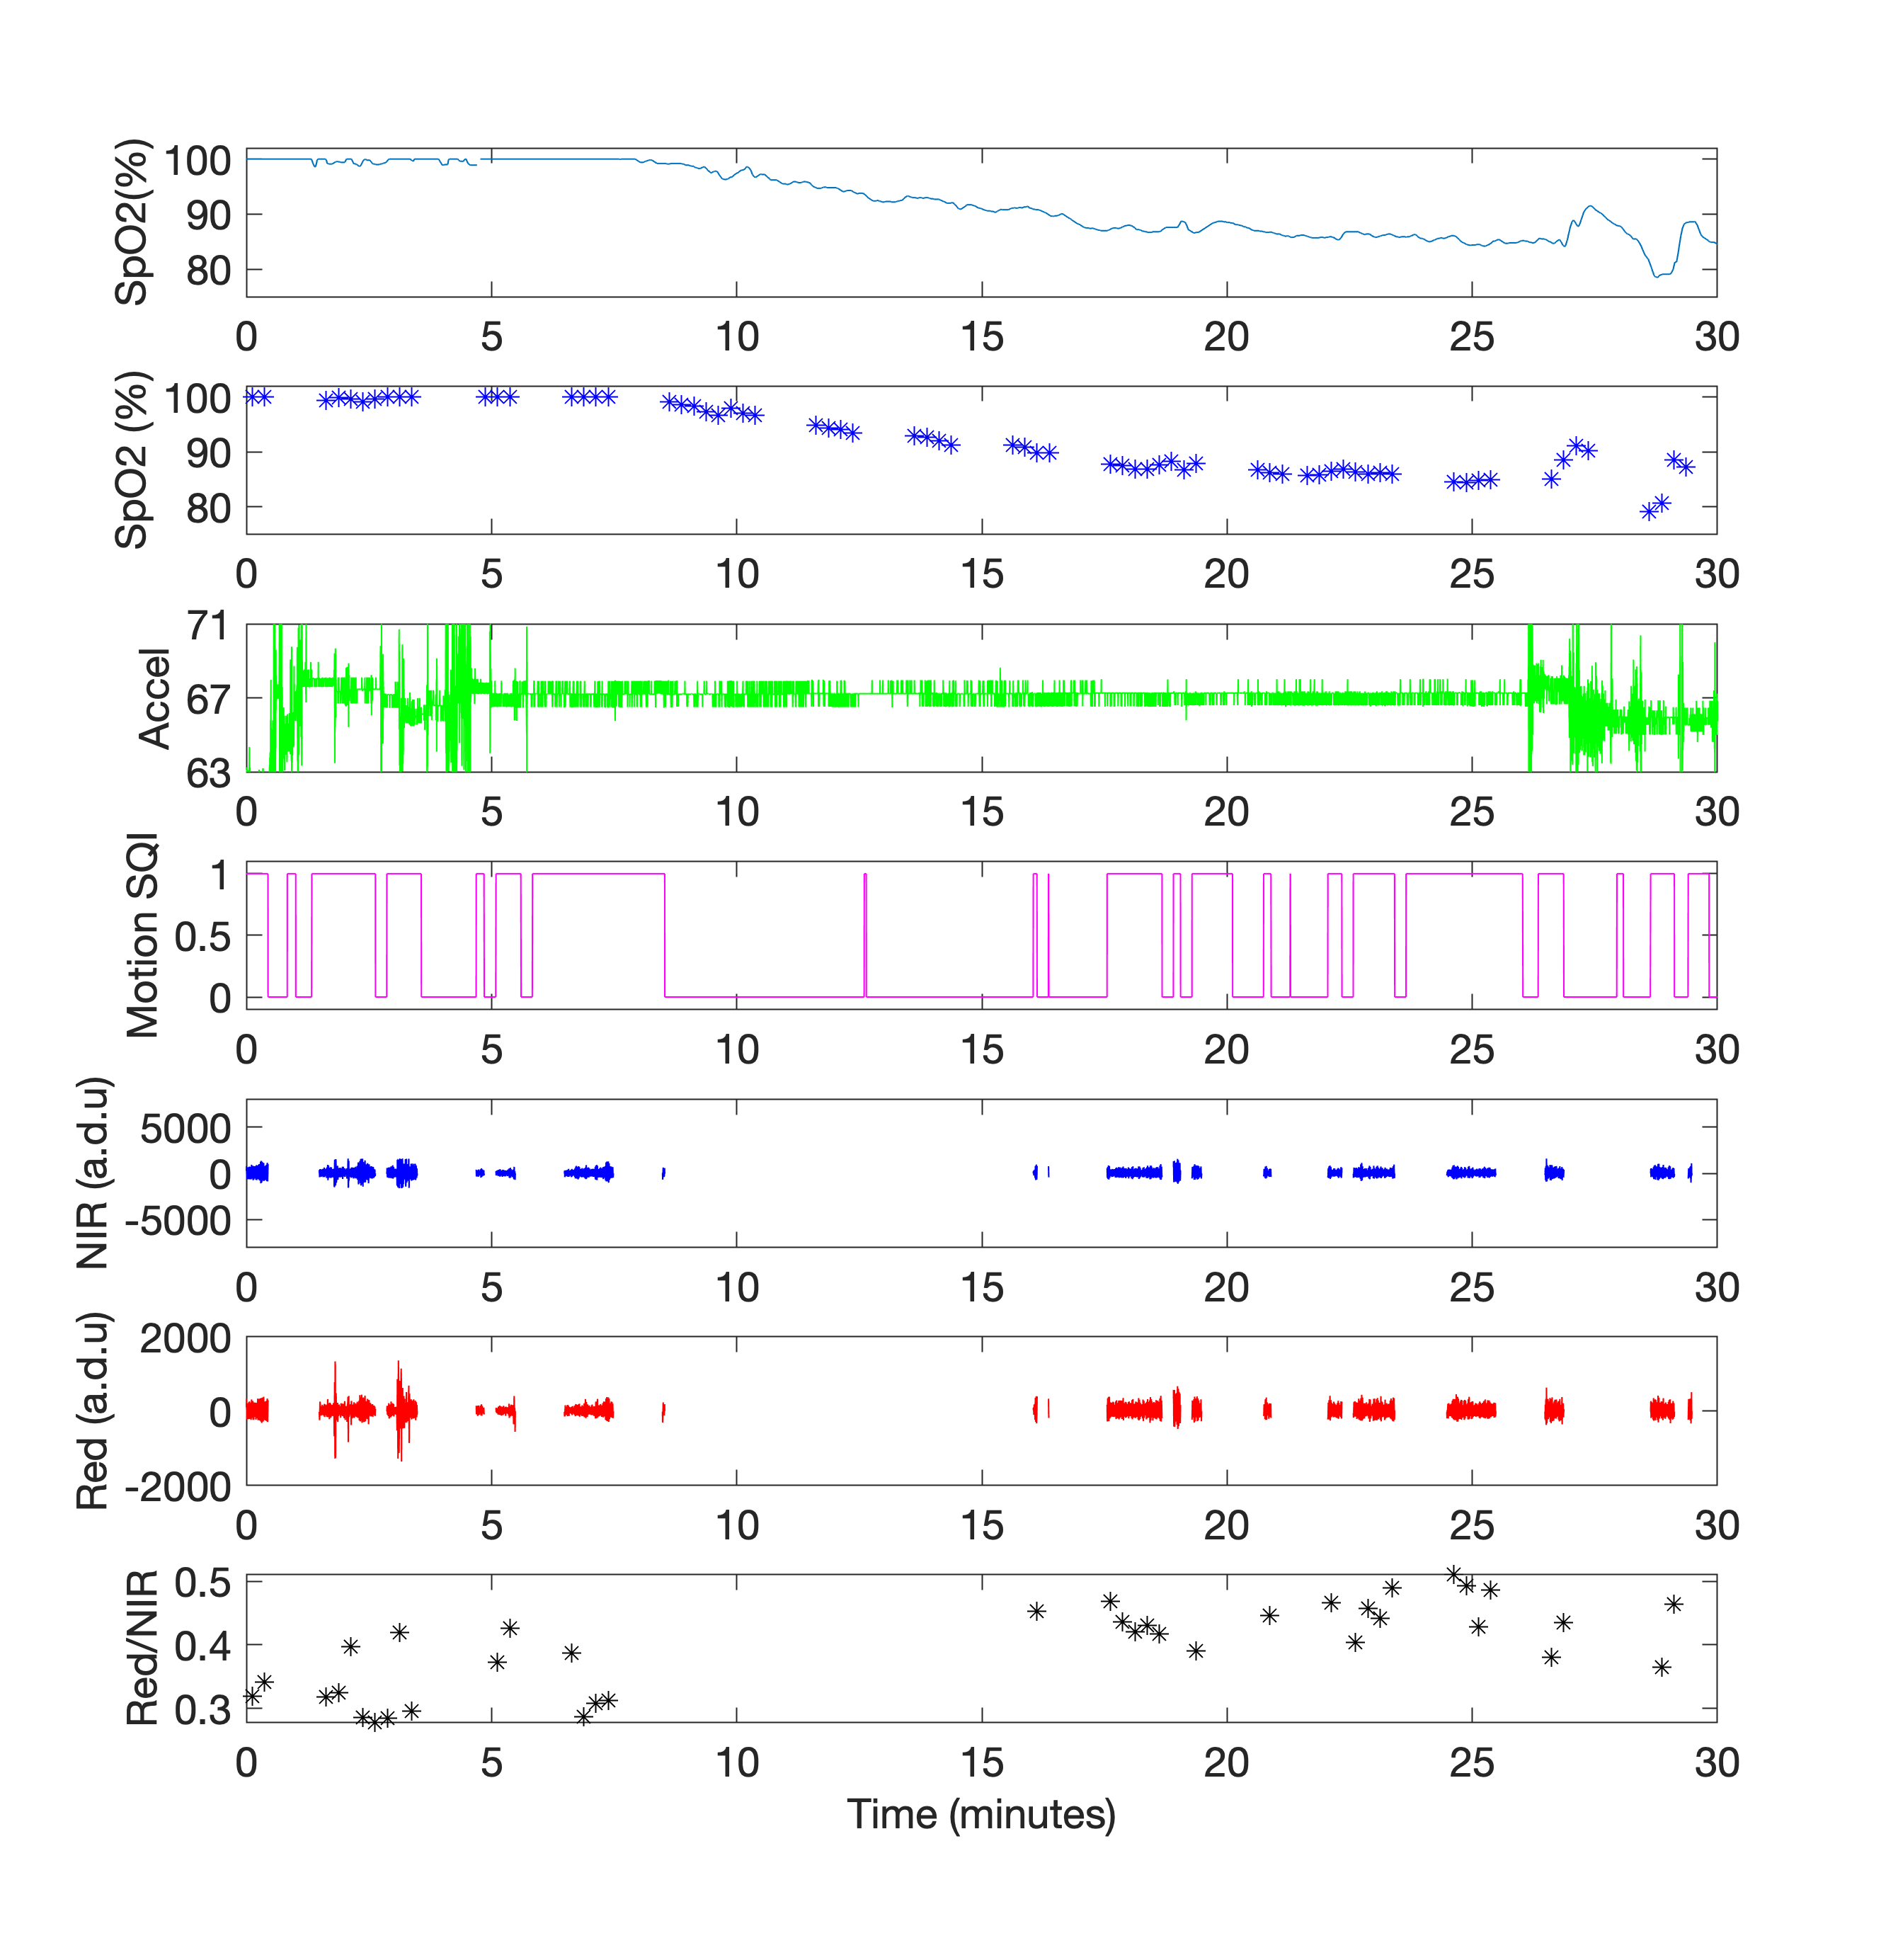 SpO2(%)
100
90
80
0 5 10 15 20 25 30
SpO2 (%)
100
90
80
0 5 10 15 20 25 30
Accel
71
67
63
0 5 10 15 20 25 30
Motion SQI
1
0.5
0
0 5 10 15 20 25 30
NIR (a.d.u)
5000
0
-5000
0 5 10 15 20 25 30
Red (a.d.u)
2000
0
-2000
0 5 10 15 20 25 30
Red/NIR
0.5
0.4
0.3
0 5 10 15 20 25 30
Time (minutes)